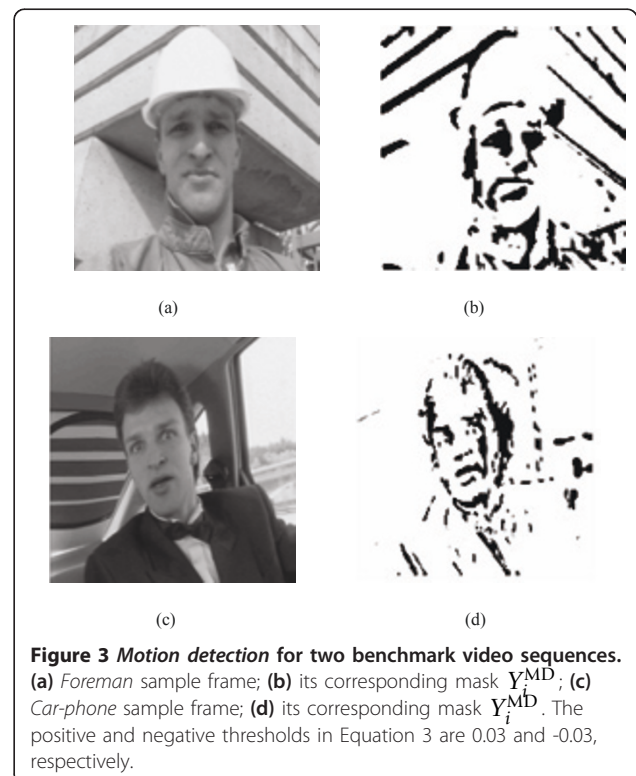 (a)
(b)
(c)
(d)
Figure 3 Motion detection for two benchmark video sequences.
(a) Foreman sample frame; (b) its corresponding mask Y_i^MD; (c)
Car-phone sample frame; (d) its corresponding mask Y_i^MD. The
positive and negative thresholds in Equation 3 are 0.03 and -0.03,
respectively.